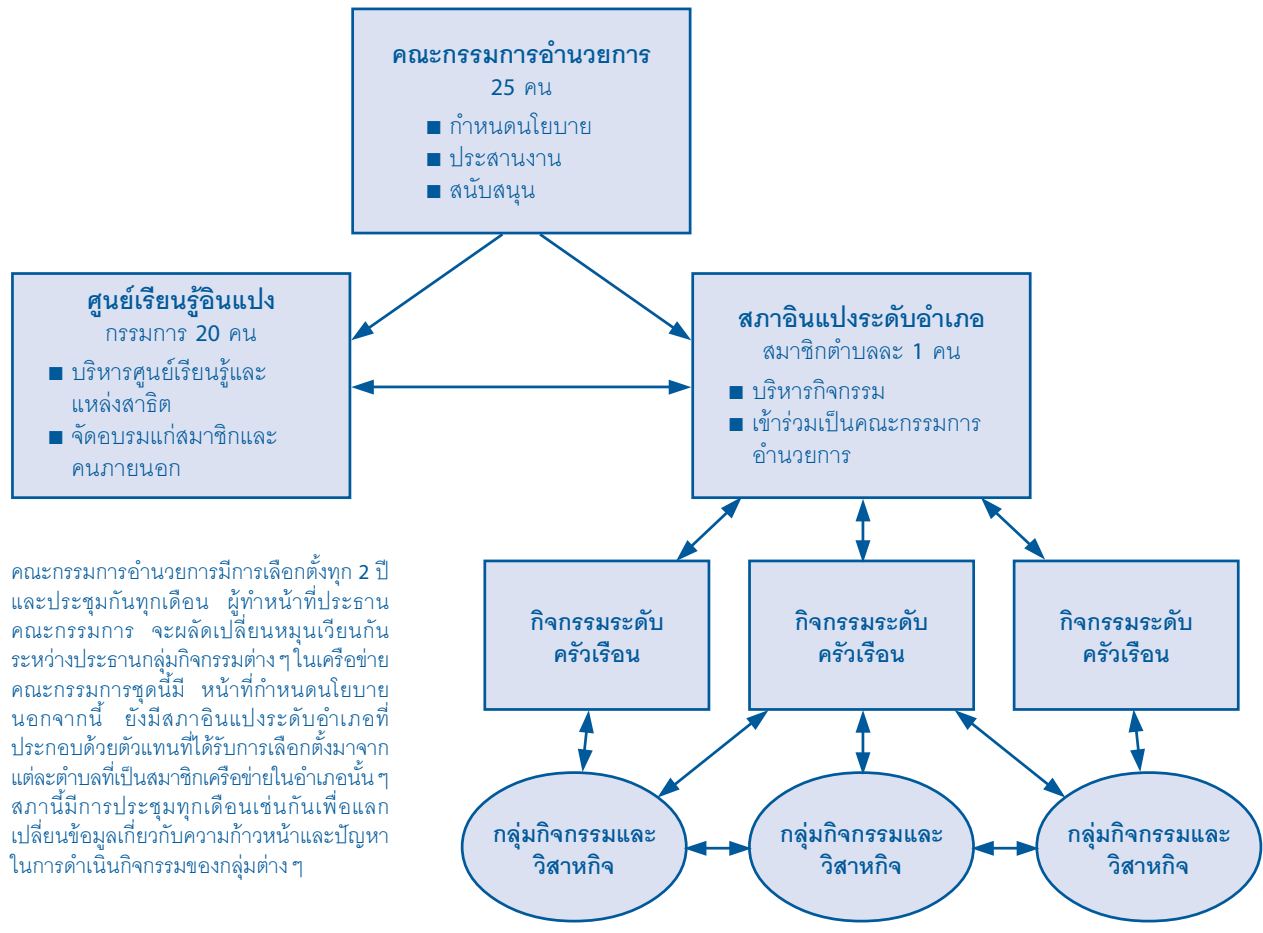 คณะกรรมการอำนวยการ
25 คน
■ กำหนดนโยบาย
■ ประสานงาน
■ สนับสนุน
ศูนย์เรียนรู้อินแปง
กรรมการ 20 คน
■ บริหารศูนย์เรียนรู้และ
แหล่งสาธิต
■ จัดอบรมแก่สมาชิกและ
คนภายนอก
สภาอินแปงระดับอำเภอ
สมาชิกตำบลละ 1 คน
■ บริหารกิจกรรม
■ เข้าร่วมเป็นคณะกรรมการ
อำนวยการ
คณะกรรมการอำนวยการมีการเลือกตั้งทุก 2 ปี
และประชุมกันทุกเดือน ผู้ทำหน้าที่ประธาน
คณะกรรมการ จะผลัดเปลี่ยนหมุนเวียนกัน
ระหว่างประธานกลุ่มกิจกรรมต่าง ๆ ในเครือข่าย
คณะกรรมการชุดนี้มี หน้าที่กำหนดนโยบาย
นอกจากนี้ ยังมีสภาอินแปงระดับอำเภอที่
ประกอบด้วยตัวแทนที่ได้รับการเลือกตั้งมาจาก
แต่ละตำบลที่เป็นสมาชิกเครือข่ายในอำเภอนั้น ๆ
สภานี้มีการประชุมทุกเดือนเช่นกันเพื่อแลก
เปลี่ยนข้อมูลเกี่ยวกับความก้าวหน้าและปัญหา
ในการดำเนินกิจกรรมของกลุ่มต่าง ๆ
กิจกรรมระดับ
ครัวเรือน
กิจกรรมระดับ
ครัวเรือน
กิจกรรมระดับ
ครัวเรือน
กลุ่มกิจกรรมและ
วิสาหกิจ
กลุ่มกิจกรรมและ
วิสาหกิจ
กลุ่มกิจกรรมและ
วิสาหกิจ